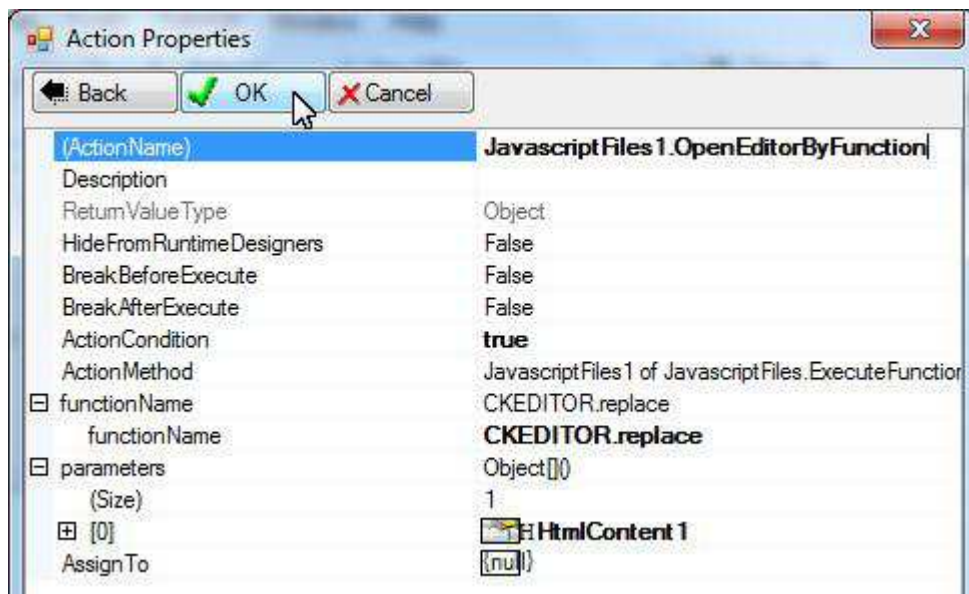 Action Properties
Back OK Cancel
(ActionName) JavascriptFiles1.OpenEditorByFunction
Description
ReturnValueType Object
HideFromRuntimeDesigners False
BreakBeforeExecute False
BreakAfterExecute False
ActionCondition true
ActionMethod JavascriptFiles1 of JavascriptFiles.ExecuteFunction
functionName CKEDITOR.replace
functionName CKEDITOR.replace
parameters Object[]()
(Size) 1
[0] H HtmlContent1
AssignTo {null}